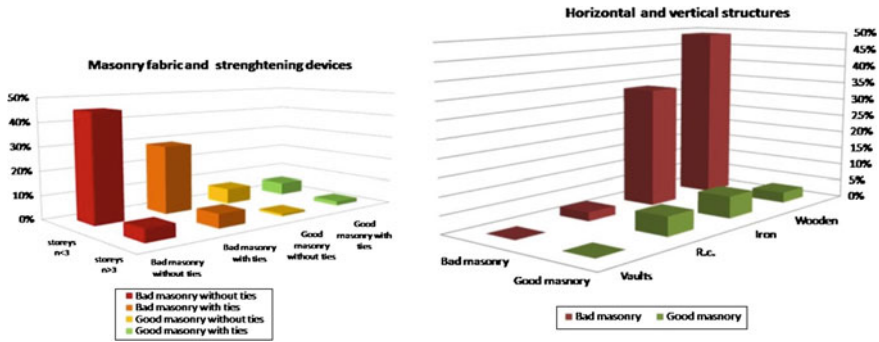 Masonry fabric and strenghtening devices
50%
40%
30%
20%
10%
0%
storeys
n<3
storeys
n>3
Bad masonry
without ties
Bad masonry
with ties
Good
masonry
without ties
Good
masonry with
ties
Bad masonry without ties
Bad masonry with ties
Good masonry without ties
Good masonry with ties
Horizontal and vertical structures
50%
45%
40%
35%
30%
25%
20%
15%
10%
5%
0%
Bad masonry
Good masnory
Vaults
R.c.
Iron
Wooden
Bad masonry
Good masnory